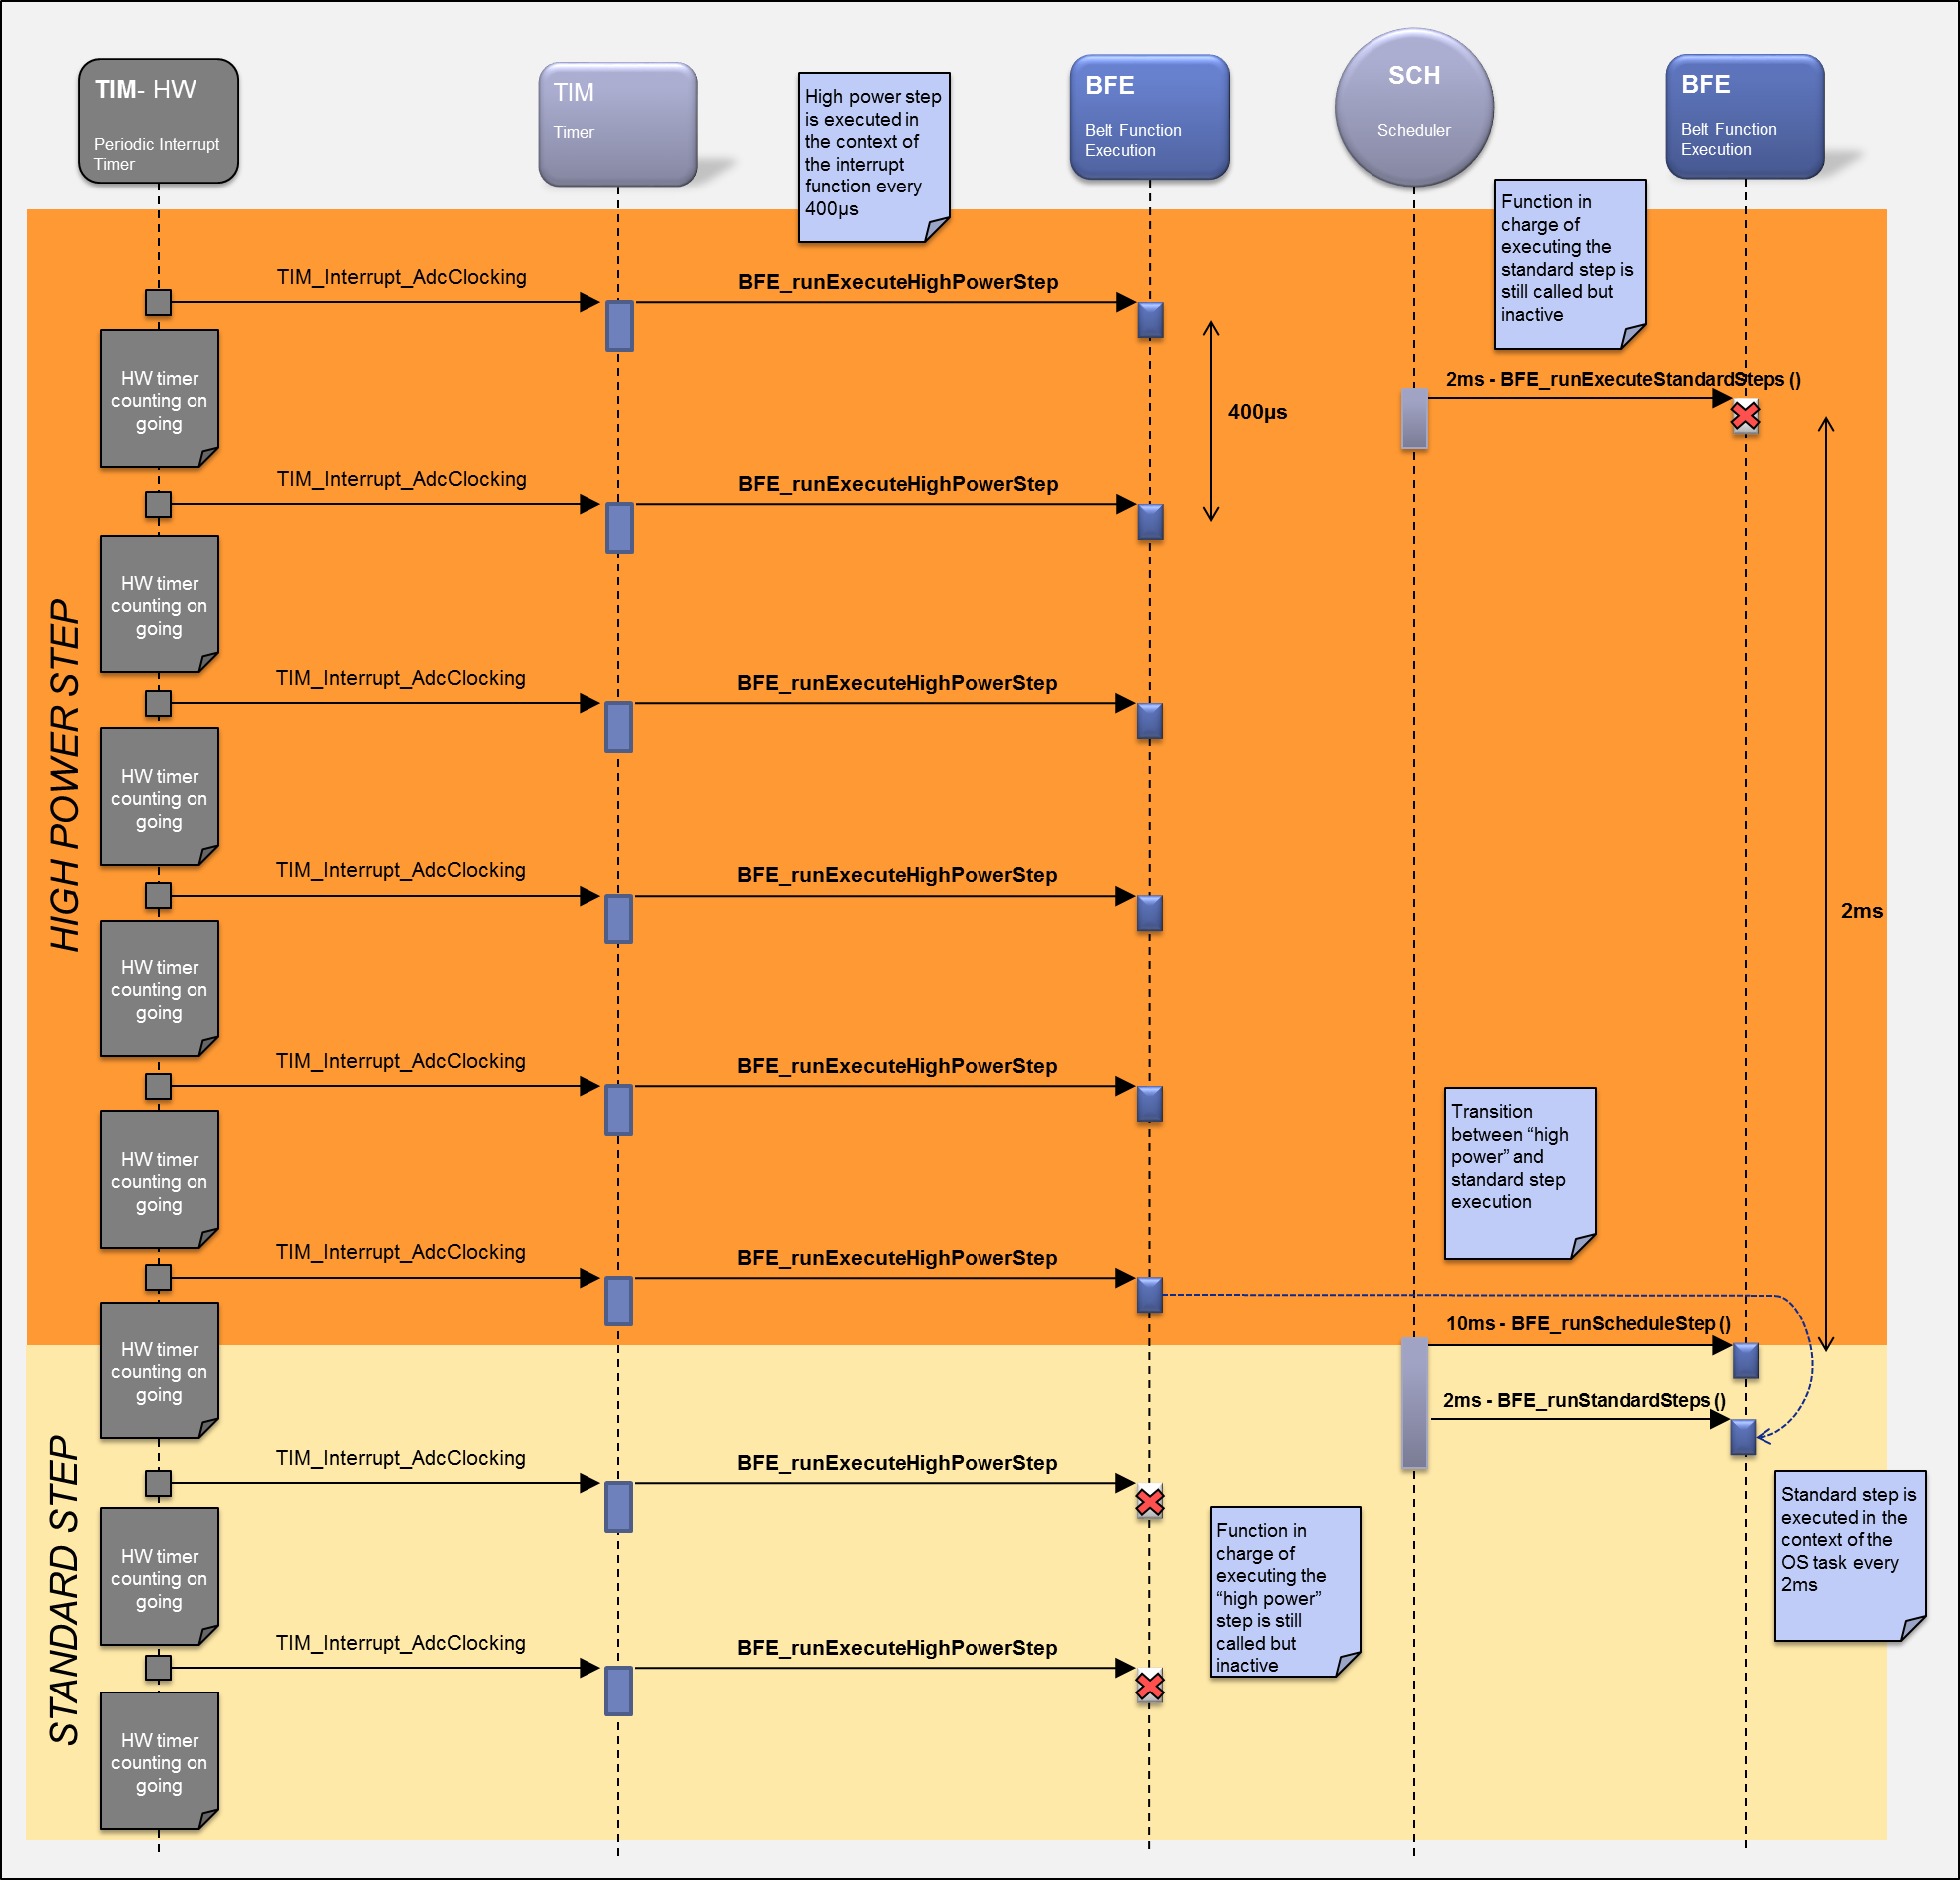 TIM- HW
Periodic Interrupt
Timer
TIM
Timer
High power step
is executed in
the context of
the interrupt
function every
400µs
BFE
Belt Function
Execution
SCH
Scheduler
BFE
Belt Function
Execution
Function in
charge of
executing the
standard step is
still called but
inactive
HIGH POWER STEP
TIM_Interrupt_AdcClocking
BFE_runExecuteHighPowerStep
HW timer
counting on
going
400µs
2ms - BFE_runExecuteStandardSteps ()
TIM_Interrupt_AdcClocking
BFE_runExecuteHighPowerStep
HW timer
counting on
going
TIM_Interrupt_AdcClocking
BFE_runExecuteHighPowerStep
HW timer
counting on
going
TIM_Interrupt_AdcClocking
BFE_runExecuteHighPowerStep
2ms
HW timer
counting on
going
TIM_Interrupt_AdcClocking
BFE_runExecuteHighPowerStep
Transition
between “high
power” and
standard step
execution
HW timer
counting on
going
TIM_Interrupt_AdcClocking
BFE_runExecuteHighPowerStep
10ms - BFE_runScheduleStep ()
HW timer
counting on
going
2ms - BFE_runStandardSteps ()
STANDARD STEP
TIM_Interrupt_AdcClocking
BFE_runExecuteHighPowerStep
Standard step is
executed in the
context of the
OS task every
2ms
Function in
charge of
executing the
“high power”
step is still
called but
inactive
HW timer
counting on
going
TIM_Interrupt_AdcClocking
BFE_runExecuteHighPowerStep
HW timer
counting on
going